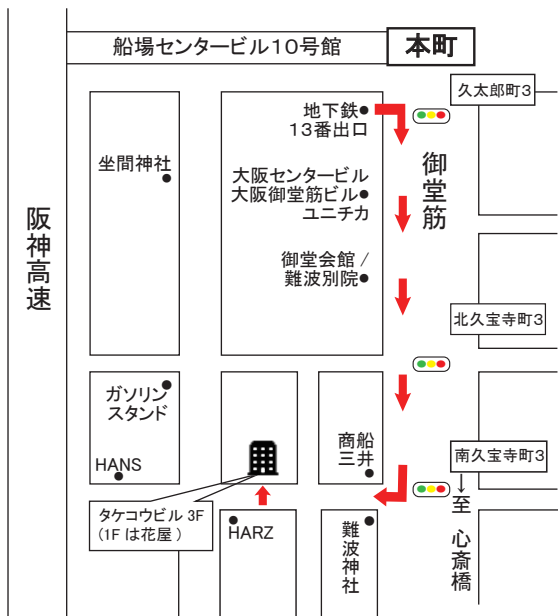 船場センタービル10号館
本町
久太郎町3
地下鉄
13番出口
坐間神社
大阪センタービル
大阪御堂筋ビル
ユニチカ
御堂筋
阪神高速
御堂会館 /
難波別院
北久宝寺町3
ガソリン
スタンド
商船
三井
南久宝寺町3
HANS
→至 心斎橋
タケコウビル 3F
(1F は花屋 )
HARZ
難波神社